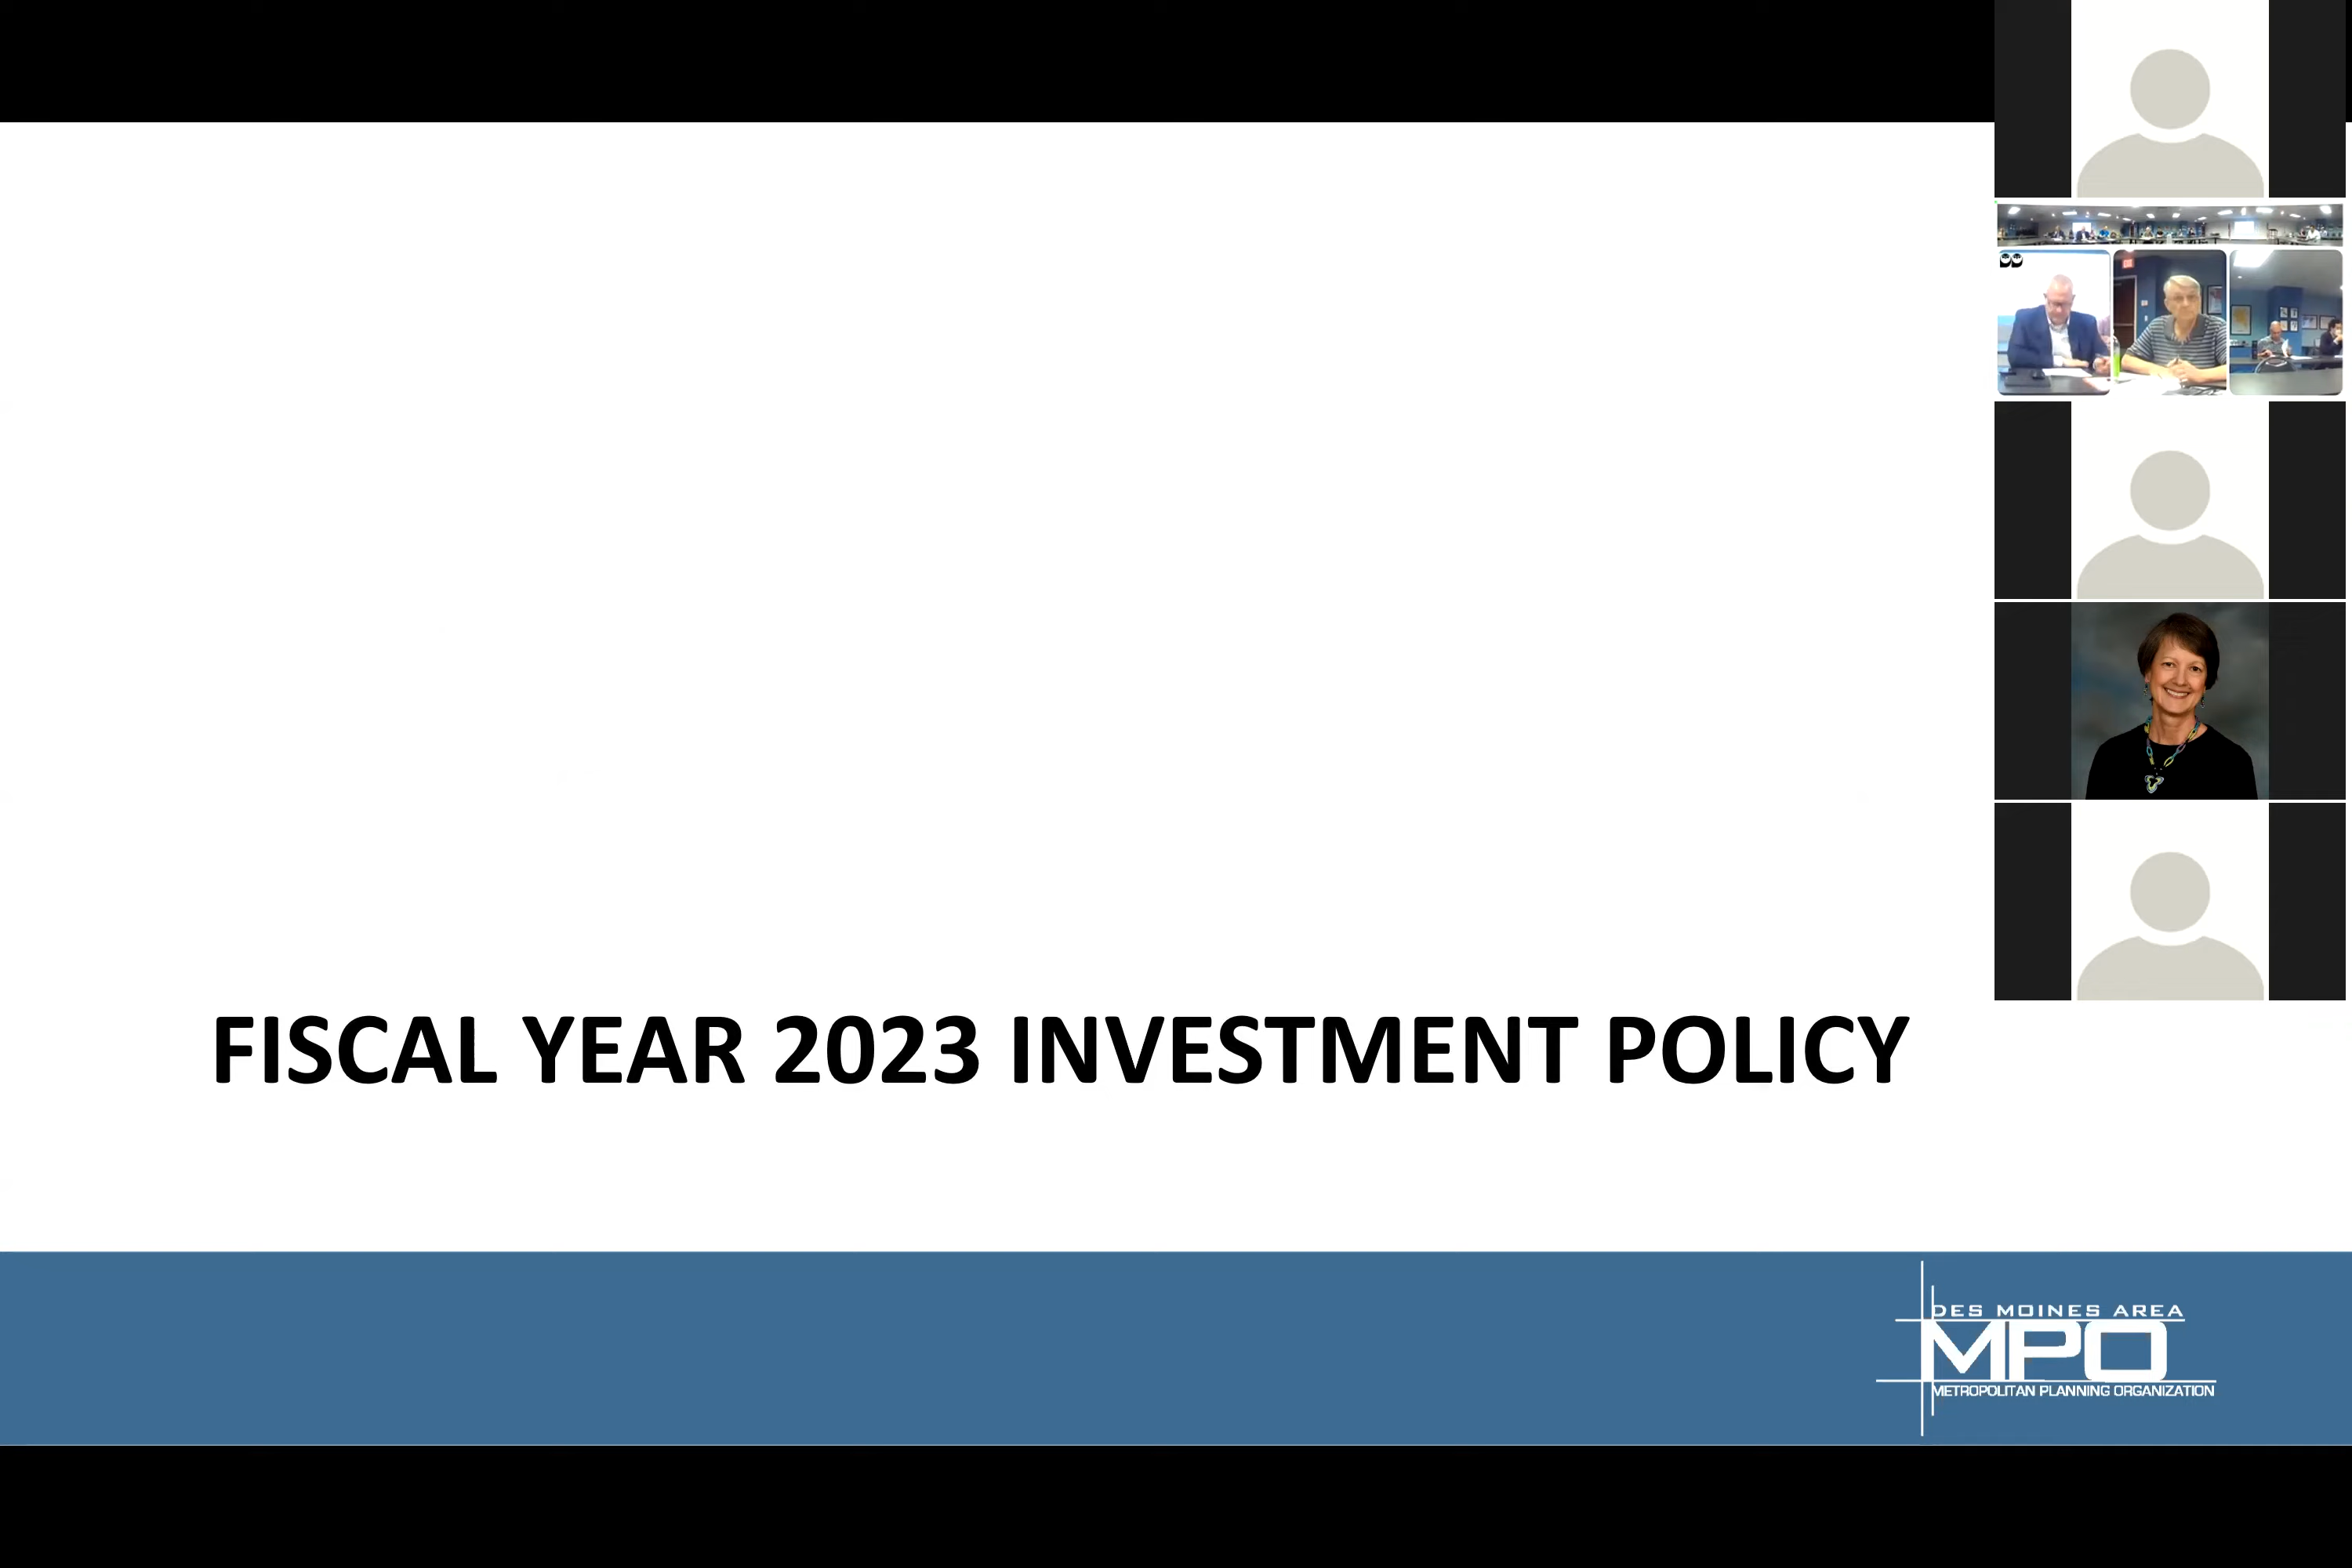 FISCAL YEAR 2023 INVESTMENT POLICY
DES MOINES AREA
MPO
METROPOLITAN PLANNING ORGANIZATION